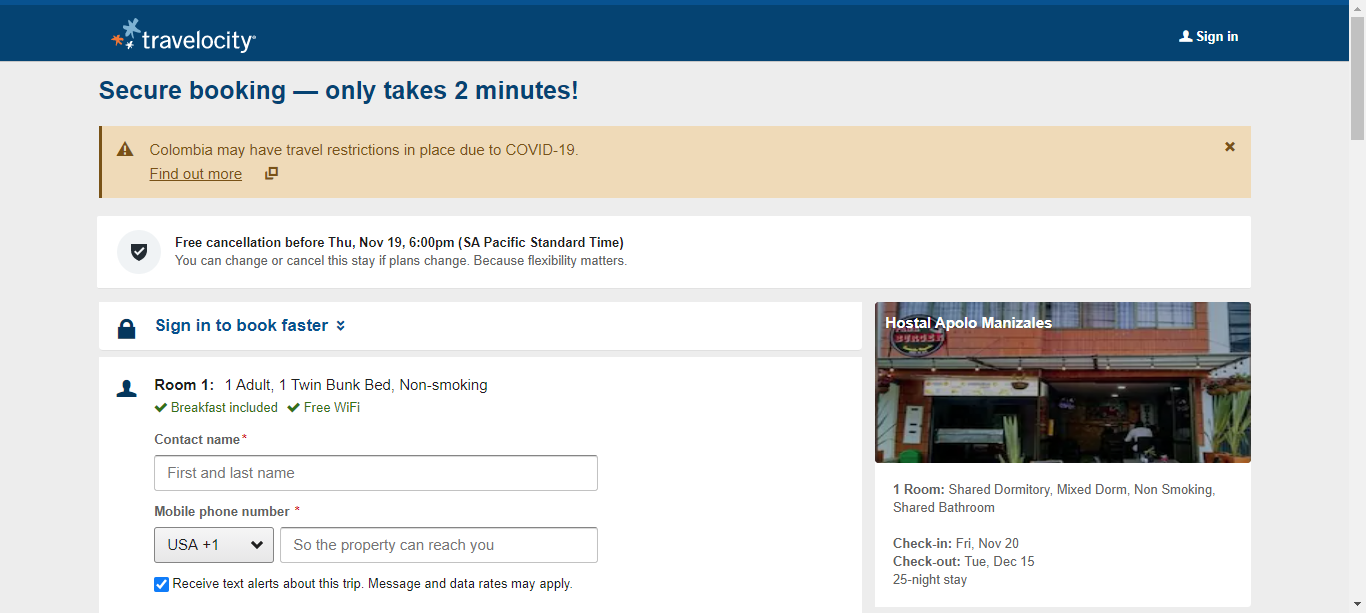 travelocity
Sign in
Secure booking — only takes 2 minutes!
Colombia may have travel restrictions in place due to COVID-19.
Find out more
Free cancellation before Thu, Nov 19, 6:00pm (SA Pacific Standard Time)
You can change or cancel this stay if plans change. Because flexibility matters.
Sign in to book faster
Room 1: 1 Adult, 1 Twin Bunk Bed, Non-smoking
Breakfast included Free WiFi
Contact name*
First and last name
Mobile phone number *
USA +1 So the property can reach you
Receive text alerts about this trip. Message and data rates may apply.
Hostal Apolo Manizales
BURGER
1 Room: Shared Dormitory, Mixed Dorm, Non Smoking,
Shared Bathroom
Check-in: Fri, Nov 20
Check-out: Tue, Dec 15
25-night stay